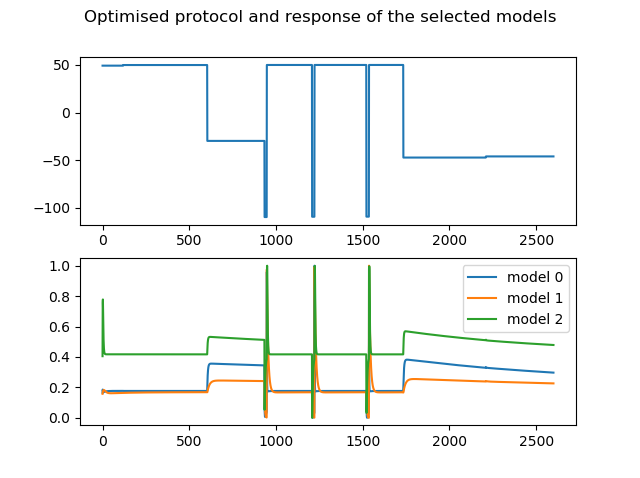 Optimised protocol and response of the selected models
50
0
−50
−100
0 500 1000 1500 2000 2500
1.0
0.8
0.6
0.4
0.2
0.0
model 0
model 1
model 2
0 500 1000 1500 2000 2500